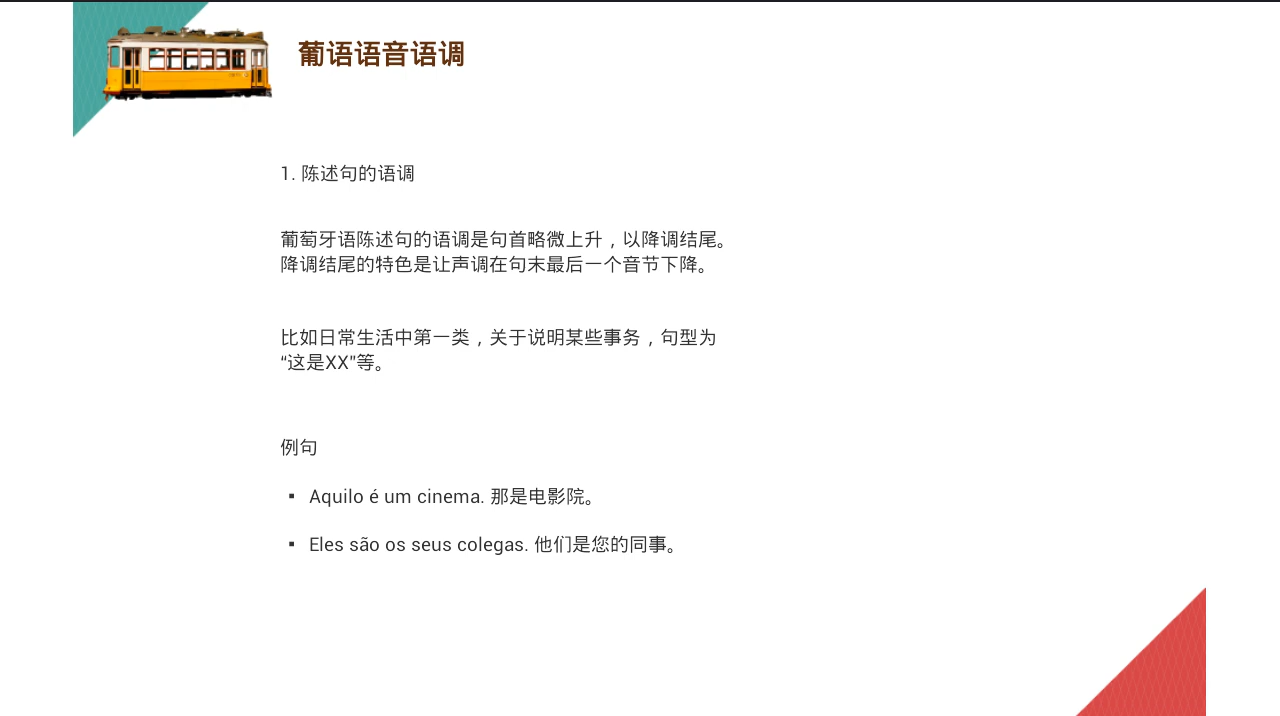 葡语语音语调
1. 陈述句的语调
葡萄牙语陈述句的语调是句首略微上升，以降调结尾。
降调结尾的特色是让声调在句末最后一个音节下降。
比如日常生活中第一类，关于说明某些事务，句型为
“这是XX”等。
例句
▪ Aquilo é um cinema. 那是电影院。
▪ Eles são os seus colegas. 他们是您的同事。